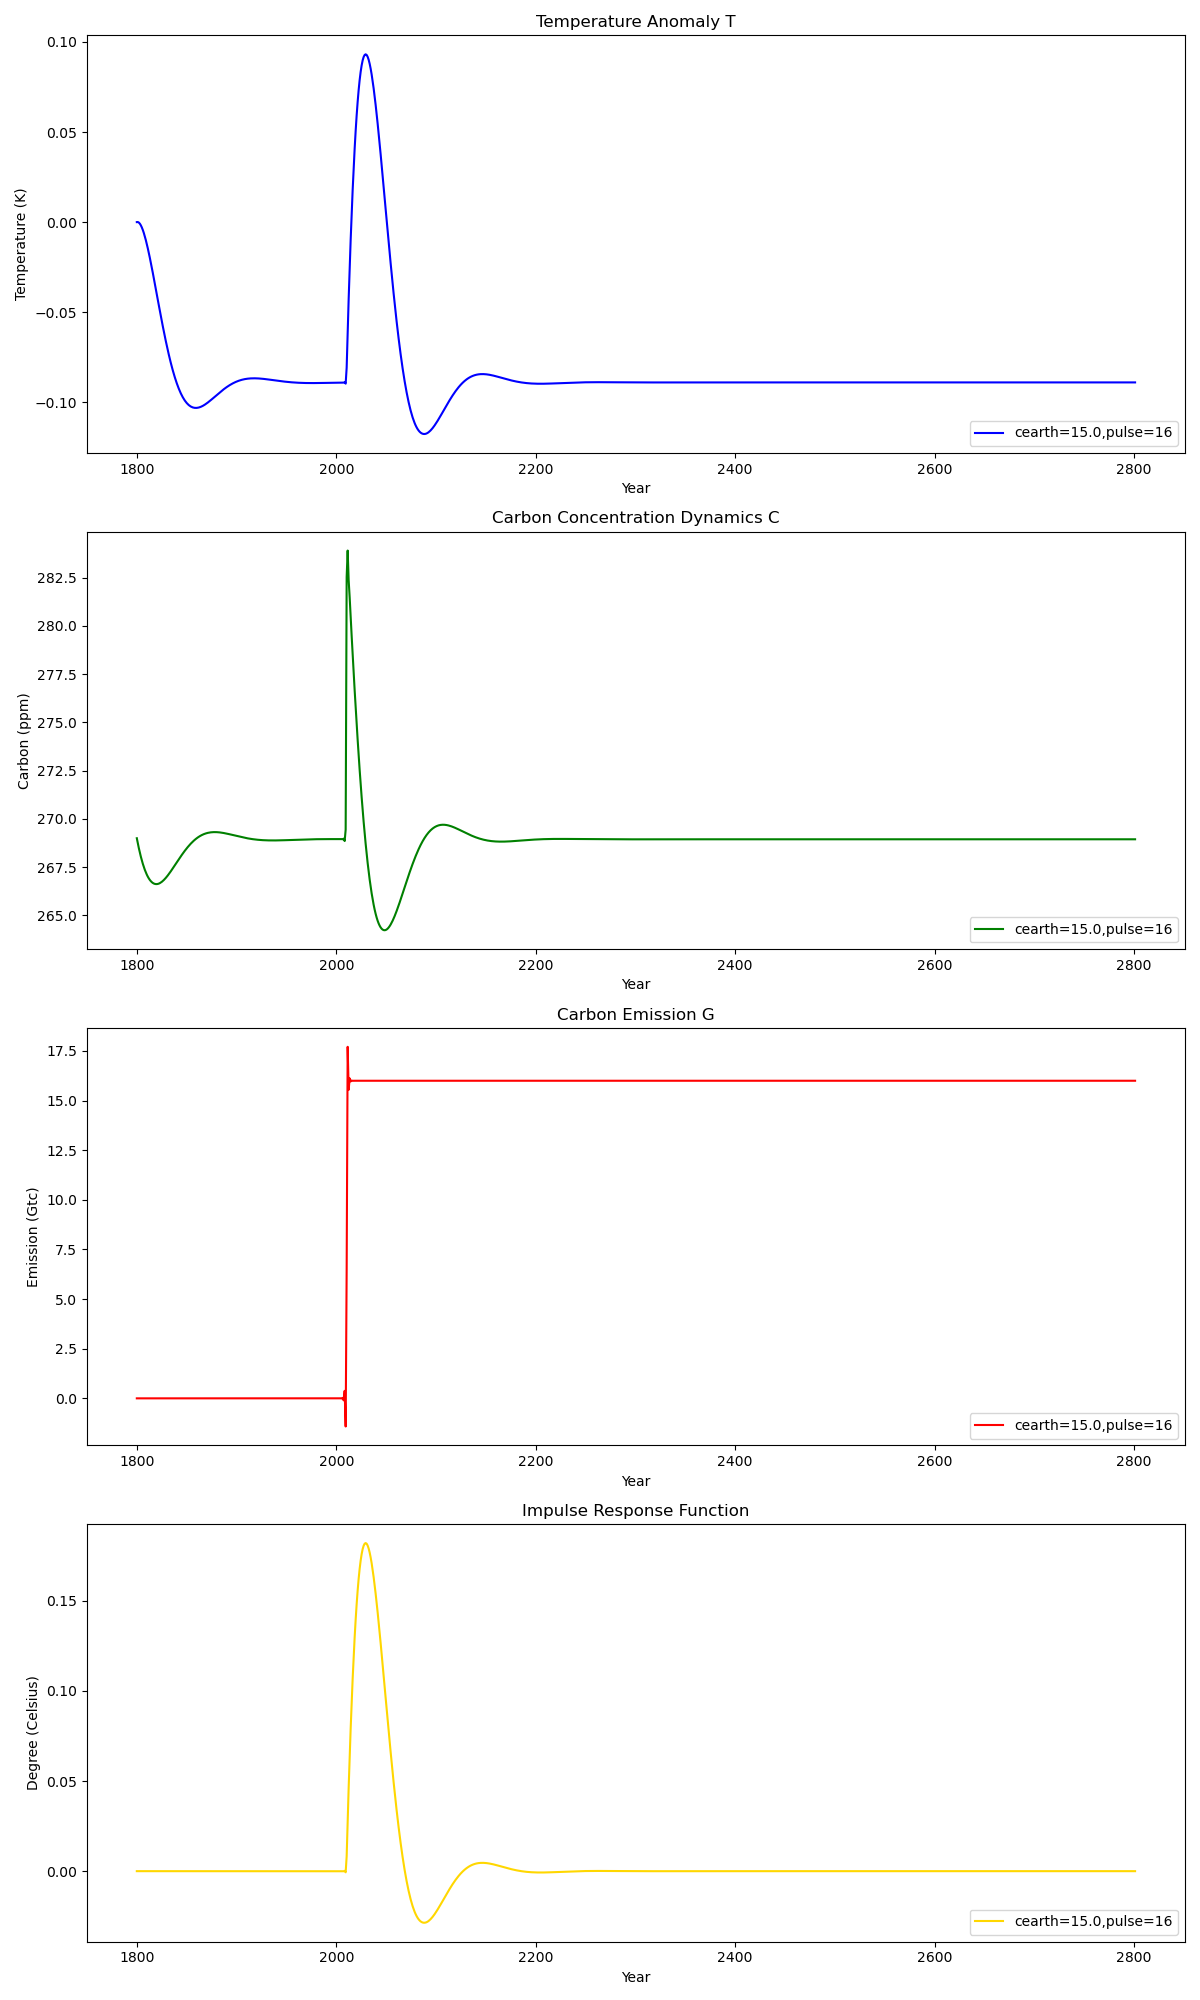 Temperature Anomaly T
0.10
0.05
0.00
−0.05
−0.10
Temperature (K)
cearth=15.0,pulse=16
1800 2000 2200 2400 2600 2800
Year
Carbon Concentration Dynamics C
282.5
280.0
277.5
275.0
272.5
270.0
267.5
265.0
Carbon (ppm)
cearth=15.0,pulse=16
1800 2000 2200 2400 2600 2800
Year
Carbon Emission G
17.5
15.0
12.5
10.0
7.5
5.0
2.5
0.0
Emission (Gtc)
cearth=15.0,pulse=16
1800 2000 2200 2400 2600 2800
Year
Impulse Response Function
0.15
0.10
0.05
0.00
Degree (Celsius)
cearth=15.0,pulse=16
1800 2000 2200 2400 2600 2800
Year